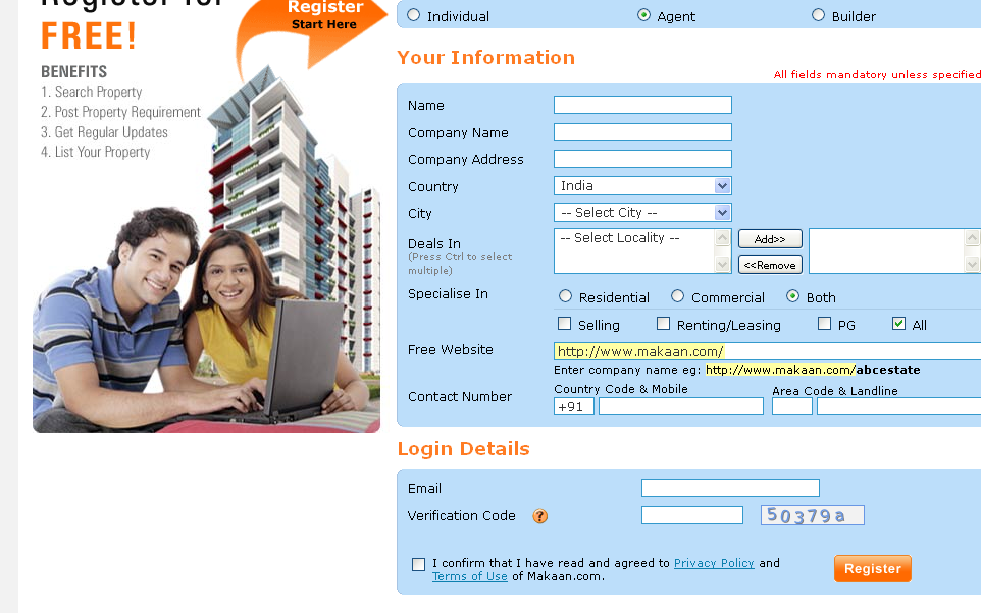 Register for
FREE!
BENEFITS
1. Search Property
2. Post Property Requirement
3. Get Regular Updates
4. List Your Property
Register
Start Here
Individual Agent Builder
Your Information
All fields mandatory unless specified
Name
Company Name
Company Address
Country India
City -- Select City --
Deals In -- Select Locality -- Add>>
(Press Ctrl to select
multiple) <<Remove
Specialise In Residential Commercial Both
Selling Renting/Leasing PG All
Free Website http://www.makaan.com/
Enter company name eg: http://www.makaan.com/abcestate
Country Code & Mobile Area Code & Landline
Contact Number +91
Login Details
Email
Verification Code ? 50379a
I confirm that I have read and agreed to Privacy Policy and
Terms of Use of Makaan.com.
Register